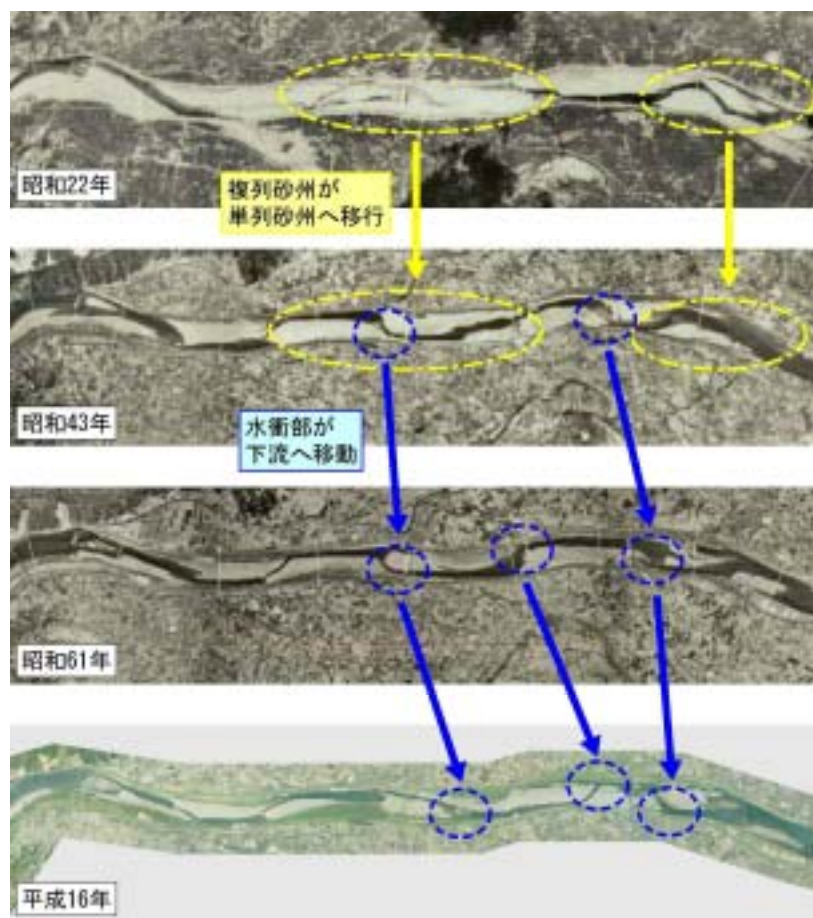 昭和22年
複列砂州が
単列砂州へ移行
昭和43年
水衝部が
下流へ移動
昭和61年
平成16年